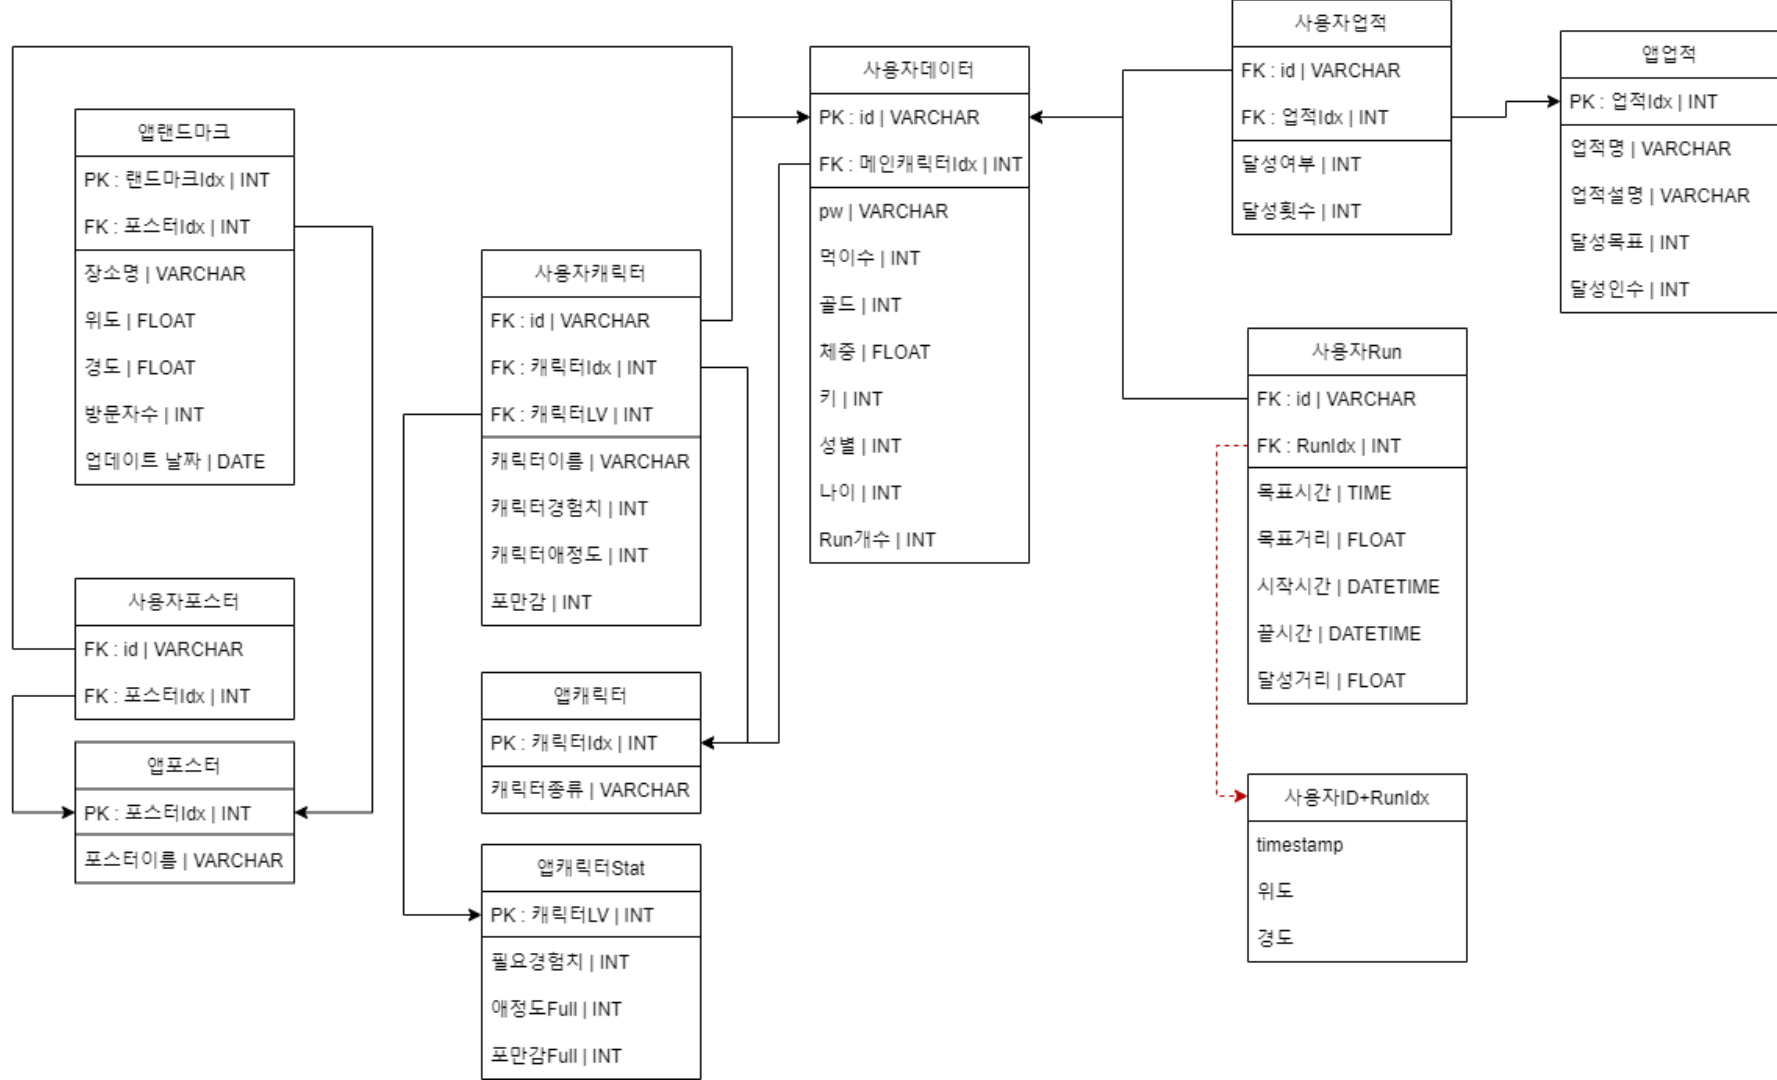 앱랜드마크
PK : 랜드마크Idx | INT
FK : 포스터Idx | INT
장소명 | VARCHAR
위도 | FLOAT
경도 | FLOAT
방문자수 | INT
업데이트 날짜 | DATE
사용자포스터
FK : id | VARCHAR
FK : 포스터Idx | INT
앱포스터
PK : 포스터Idx | INT
포스터이름 | VARCHAR
사용자캐릭터
FK : id | VARCHAR
FK : 캐릭터Idx | INT
FK : 캐릭터LV | INT
캐릭터이름 | VARCHAR
캐릭터경험치 | INT
캐릭터애정도 | INT
포만감 | INT
앱캐릭터
PK : 캐릭터Idx | INT
캐릭터종류 | VARCHAR
앱캐릭터Stat
PK : 캐릭터LV | INT
필요경험치 | INT
애정도Full | INT
포만감Full | INT
사용자데이터
PK : id | VARCHAR
FK : 메인캐릭터Idx | INT
pw | VARCHAR
먹이수 | INT
골드 | INT
체중 | FLOAT
키 | INT
성별 | INT
나이 | INT
Run개수 | INT
사용자업적
FK : id | VARCHAR
FK : 업적Idx | INT
달성여부 | INT
달성횟수 | INT
앱업적
PK : 업적Idx | INT
업적명 | VARCHAR
업적설명 | VARCHAR
달성목표 | INT
달성인수 | INT
사용자Run
FK : id | VARCHAR
FK : RunIdx | INT
목표시간 | TIME
목표거리 | FLOAT
시작시간 | DATETIME
끝시간 | DATETIME
달성거리 | FLOAT
사용자ID+RunIdx
timestamp
위도
경도